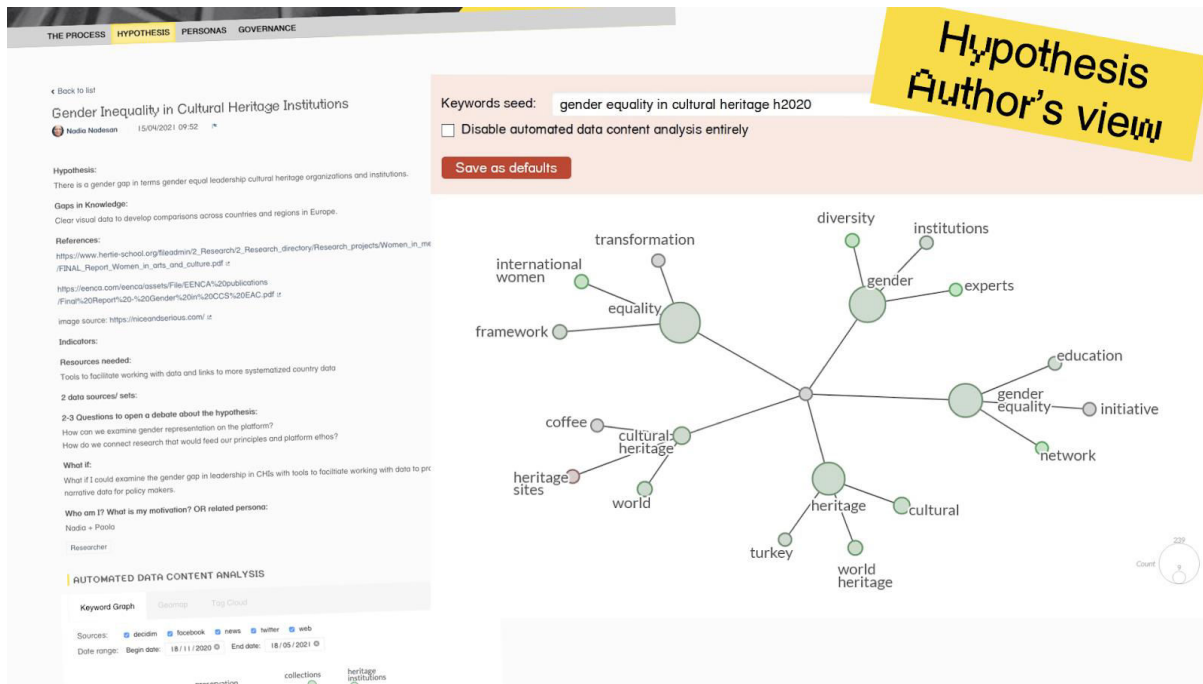 THE PROCESS HYPOTHESIS PERSONAS GOVERNANCE
Hypothesis
Author's view
Back to list
Gender Inequality in Cultural Heritage Institutions
Nadia Nadesan 15/04/2021 09:52
Hypothesis:
There is a gender gap in terms gender equal leadership cultural heritage organizations and institutions.
Gaps in Knowledge:
Clear visual data to develop comparisons across countries and regions in Europe.
References:
https://www.hertie-school.org/fileadmin/2_Research/2_Research_directory/Research_projects/Women_in_me
/FINAL_Report_Women_in_arts_and_culture.pdf
https://eenca.com/eenca/assets/File/EENCA%20publications
/Final%20Report%20-%20Gender%20in%20CCS%20EAC.pdf
image source: https://niceandserious.com/
Indicators:
Resources needed:
Tools to facilitate working with data and links to more systematized country data
2 data sources/ sets:
2-3 Questions to open a debate about the hypothesis:
How can we examine gender representation on the platform?
How do we connect research that would feed our principles and platform ethos?
What if:
What if I could examine the gender gap in leadership in CHIs with tools to facilitate working with data to pro
narrative data for policy makers.
Who am I? What is my motivation? OR related persona:
Nadia + Paola
Researcher
AUTOMATED DATA CONTENT ANALYSIS
Keyword Graph Geomap Tag Cloud
Sources: decidim facebook news twitter web
Date range: Begin date: 18/11/2020 End date: 18/05/2021
preservation
collections
heritage
institutions
Keywords seed: gender equality in cultural heritage h2020
Disable automated data content analysis entirely
Save as defaults
transformation
international
women
equality
framework
diversity
institutions
gender
experts
education
gender
equality
initiative
network
coffee
cultural
heritage
heritage
sites
world
heritage
cultural
turkey
world
heritage
Count
239
9